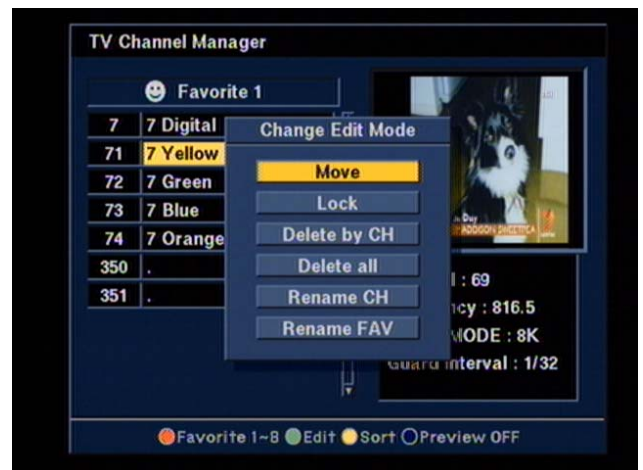 TV Channel Manager
Favorite 1
7 7 Digital
71 7 Yellow
72 7 Green
73 7 Blue
74 7 Orange
350 .
351 .
Change Edit Mode
Move
Lock
Delete by CH
Delete all
Rename CH
Rename FAV
Day
: 69
: 816.5
MODE : 8K
Guard Interval : 1/32
Favorite 1~8 Edit Sort Preview OFF